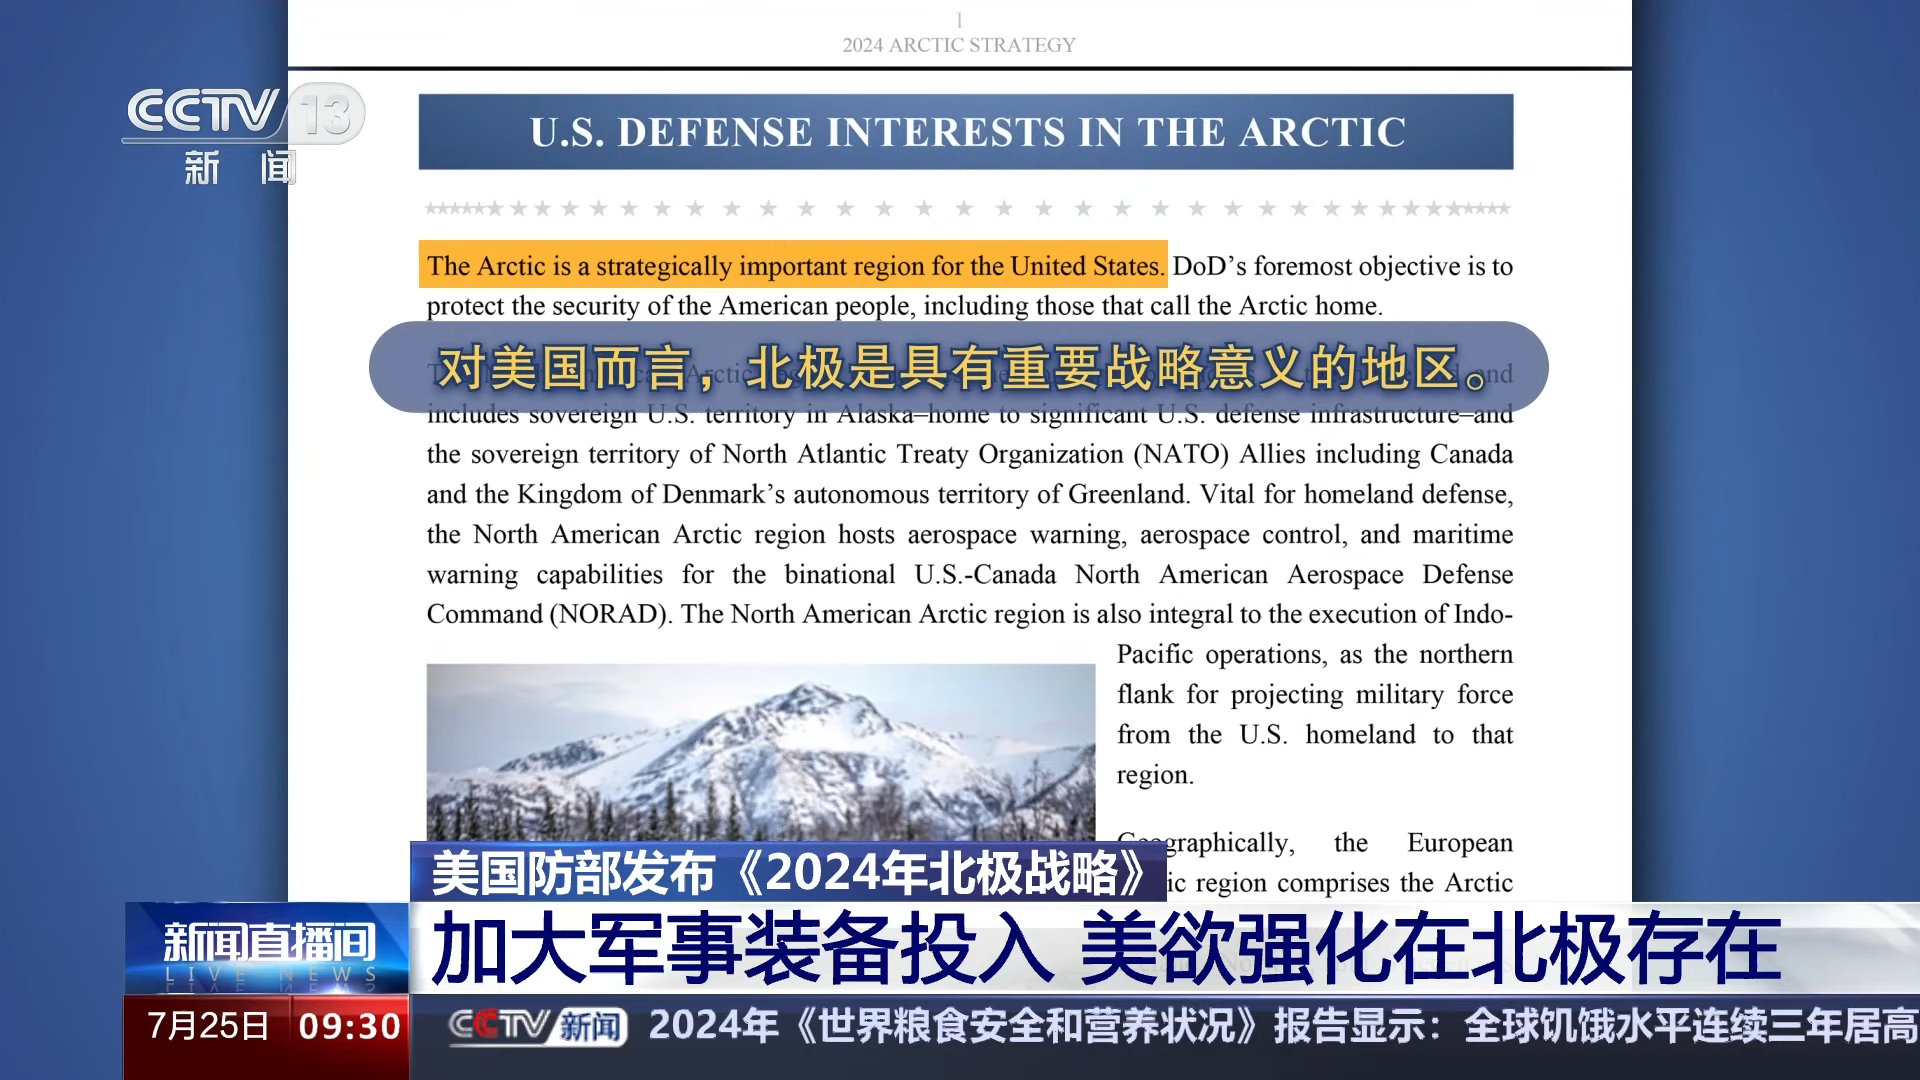 1
2024 ARCTIC STRATEGY
CCTV 13
新闻
U.S. DEFENSE INTERESTS IN THE ARCTIC
The Arctic is a strategically important region for the United States. DoD's foremost objective is to
protect the security of the American people, including those that call the Arctic home.
对美国而言，北极是具有重要战略意义的地区。
includes sovereign U.S. territory in Alaska–home to significant U.S. defense infrastructure–and
the sovereign territory of North Atlantic Treaty Organization (NATO) Allies including Canada
and the Kingdom of Denmark's autonomous territory of Greenland. Vital for homeland defense,
the North American Arctic region hosts aerospace warning, aerospace control, and maritime
warning capabilities for the binational U.S.-Canada North American Aerospace Defense
Command (NORAD). The North American Arctic region is also integral to the execution of Indo-
Pacific operations, as the northern
flank for projecting military force
from the U.S. homeland to that
region.
Geographically, the European
region comprises the Arctic
美国防部发布《2024年北极战略》
加大军事装备投入 美欲强化在北极存在
新闻直播间
LIVE NEWS
7月25日 09:30
CCTV 新闻 2024年《世界粮食安全和营养状况》报告显示：全球饥饿水平连续三年居高